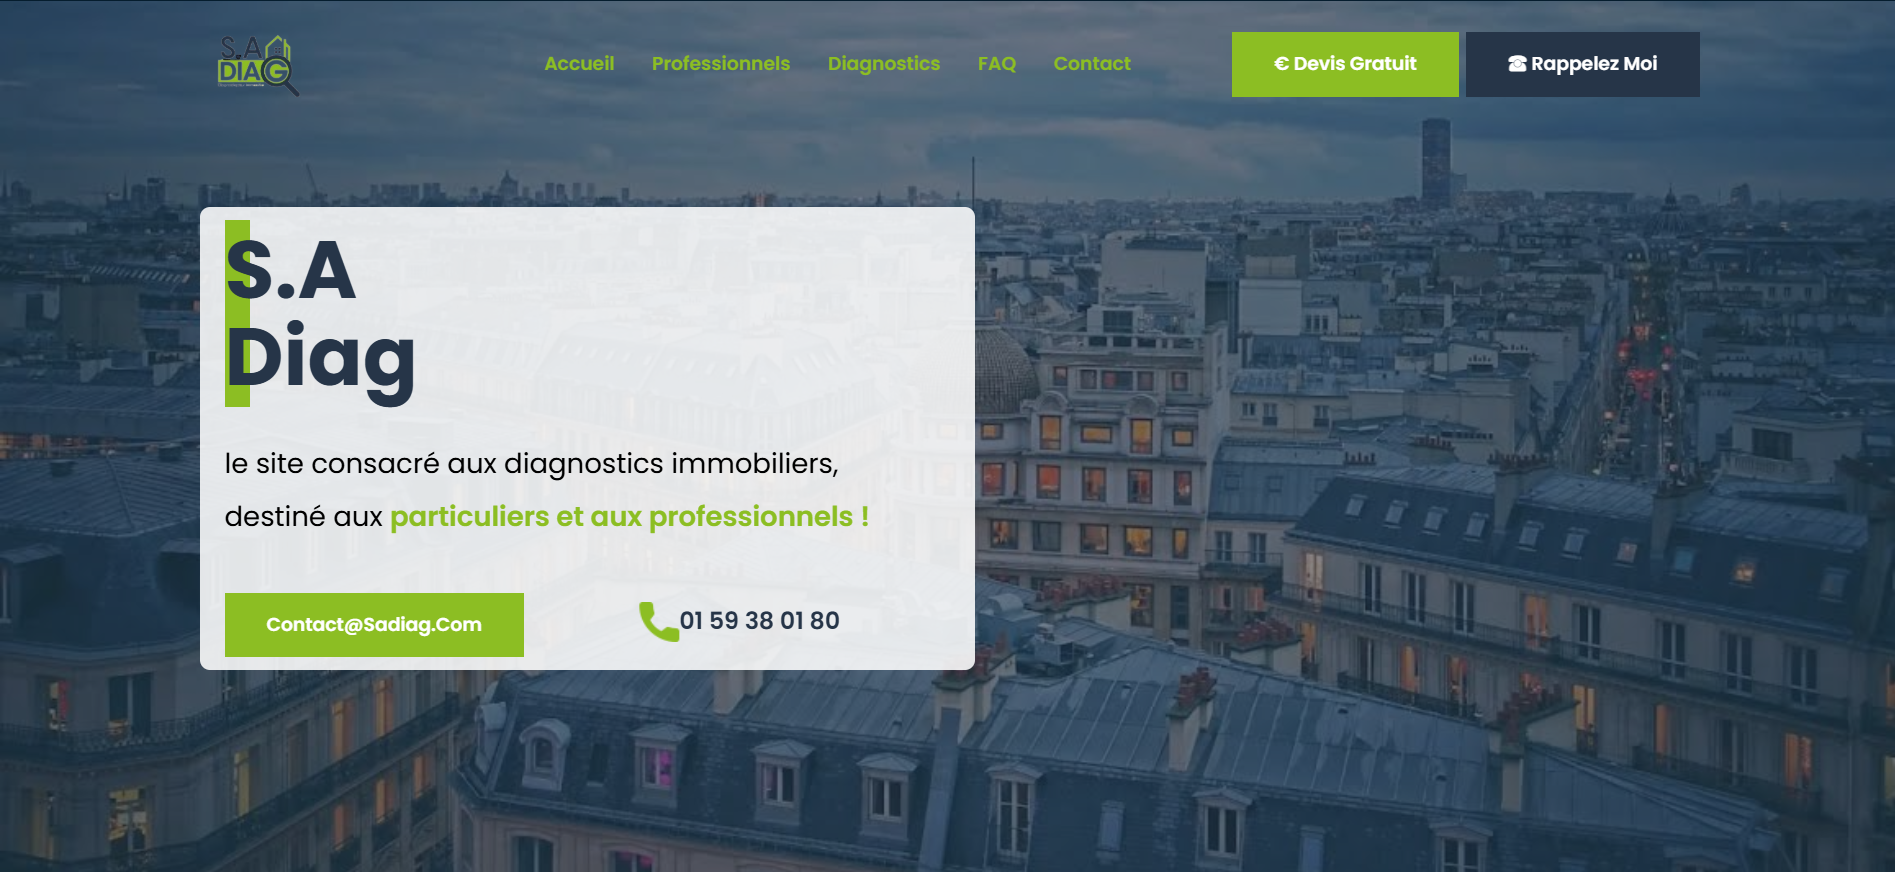 S.A
DIAG
Accueil
Professionnels
Diagnostics
FAQ
Contact
€ Devis Gratuit
☎ Rappelez Moi
S.A
Diag
le site consacré aux diagnostics immobiliers,
destiné aux particuliers et aux professionnels !
Contact@Sadiag.Com
01 59 38 01 80